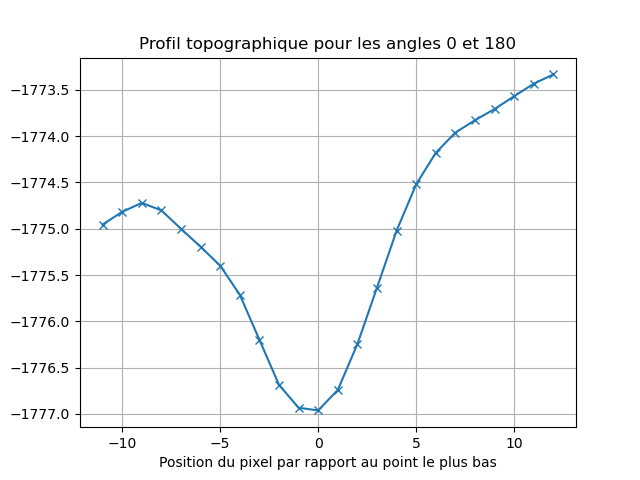 Profil topographique pour les angles 0 et 180
−1773.5
−1774.0
−1774.5
−1775.0
−1775.5
−1776.0
−1776.5
−1777.0
−10 −5 0 5 10
Position du pixel par rapport au point le plus bas